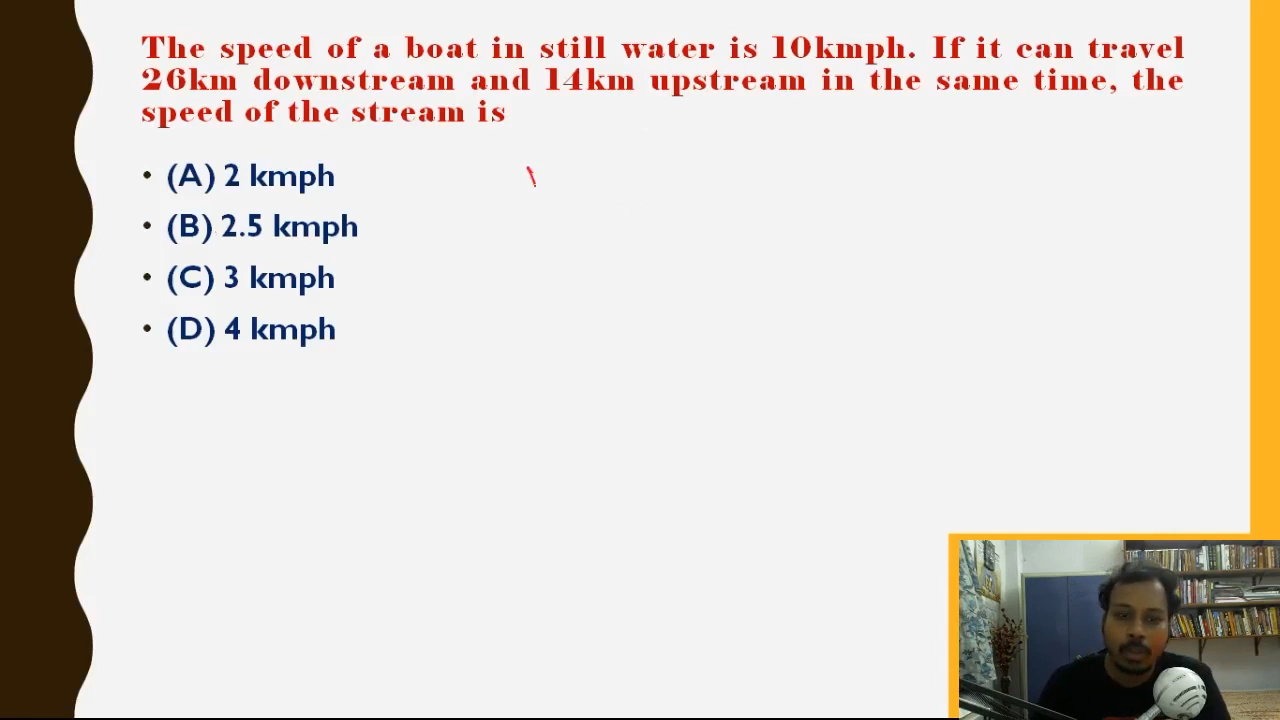 The speed of a boat in still water is 10kmph. If it can travel
26km downstream and 14km upstream in the same time, the
speed of the stream is
• (A) 2 kmph
• (B) 2.5 kmph
• (C) 3 kmph
• (D) 4 kmph